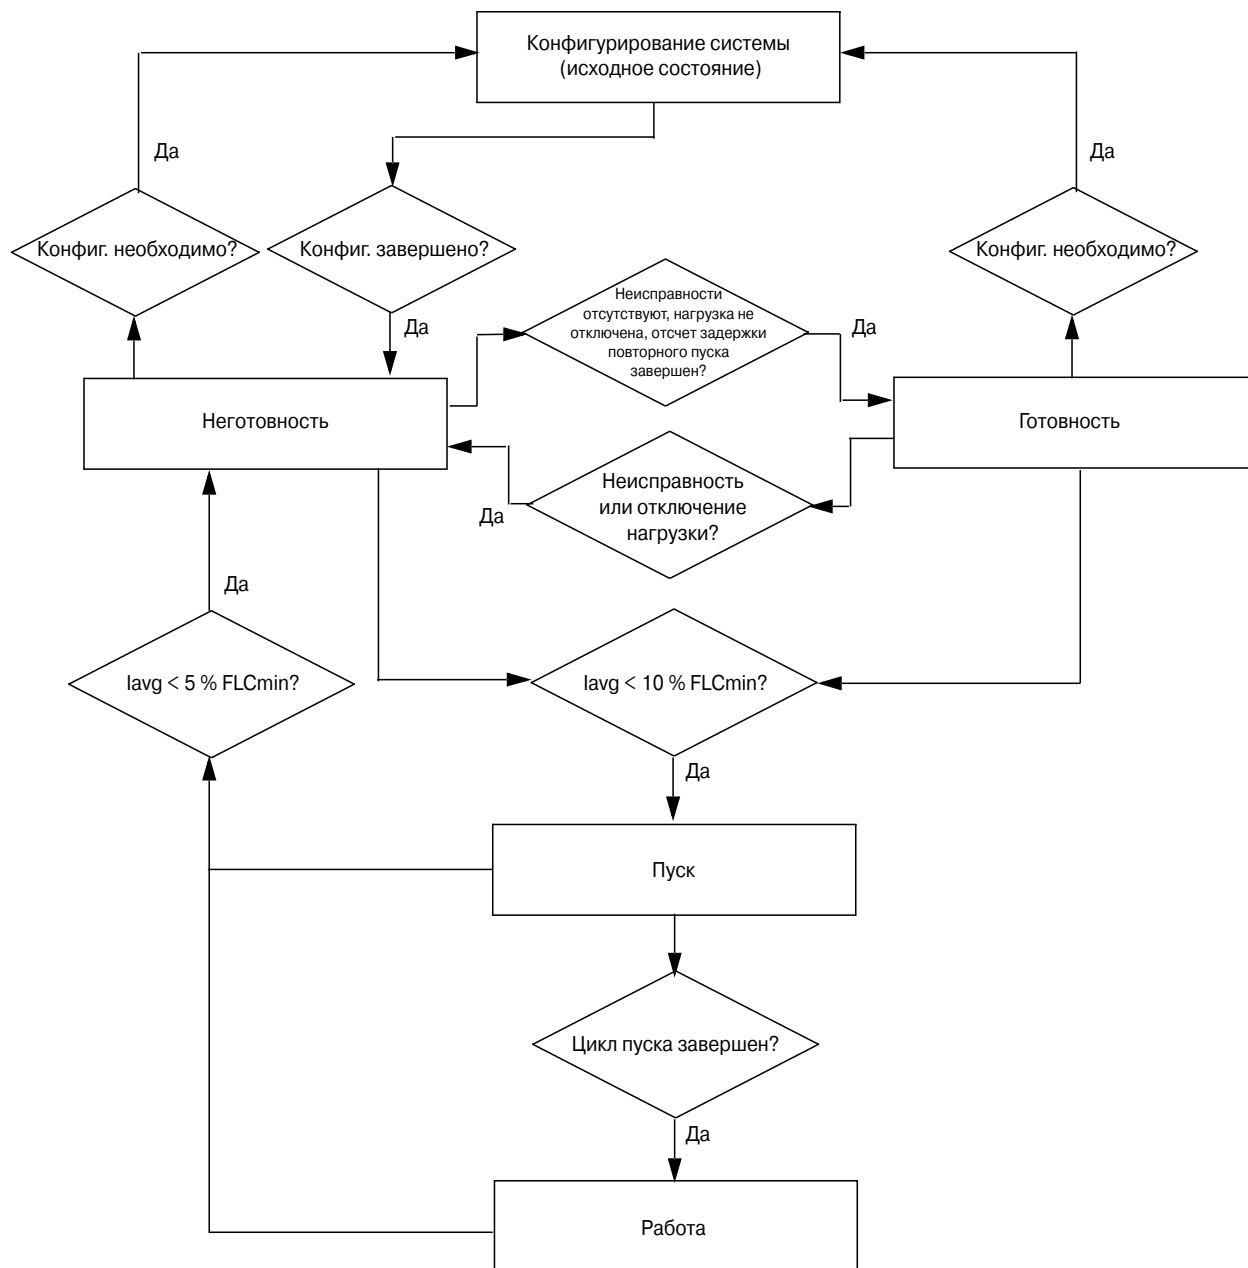 Конфигурирование системы
(исходное состояние)
Да
Да
Конфиг. необходимо?
Конфиг. завершено?
Конфиг. необходимо?
Неисправности
отсутствуют, нагрузка не
отключена, отсчет задержки
повторного пуска
завершен?
Да
Да
Неготовность
Готовность
Неисправность
или отключение
нагрузки?
Да
Да
Iavg < 5 % FLCmin?
Iavg < 10 % FLCmin?
Да
Пуск
Цикл пуска завершен?
Да
Работа